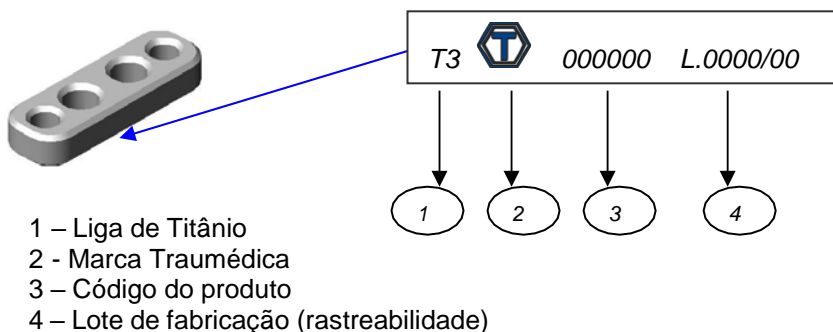 T3 T 000000 L.0000/00
1 2 3 4
1 – Liga de Titânio
2 - Marca Traumédica
3 – Código do produto
4 – Lote de fabricação (rastreabilidade)